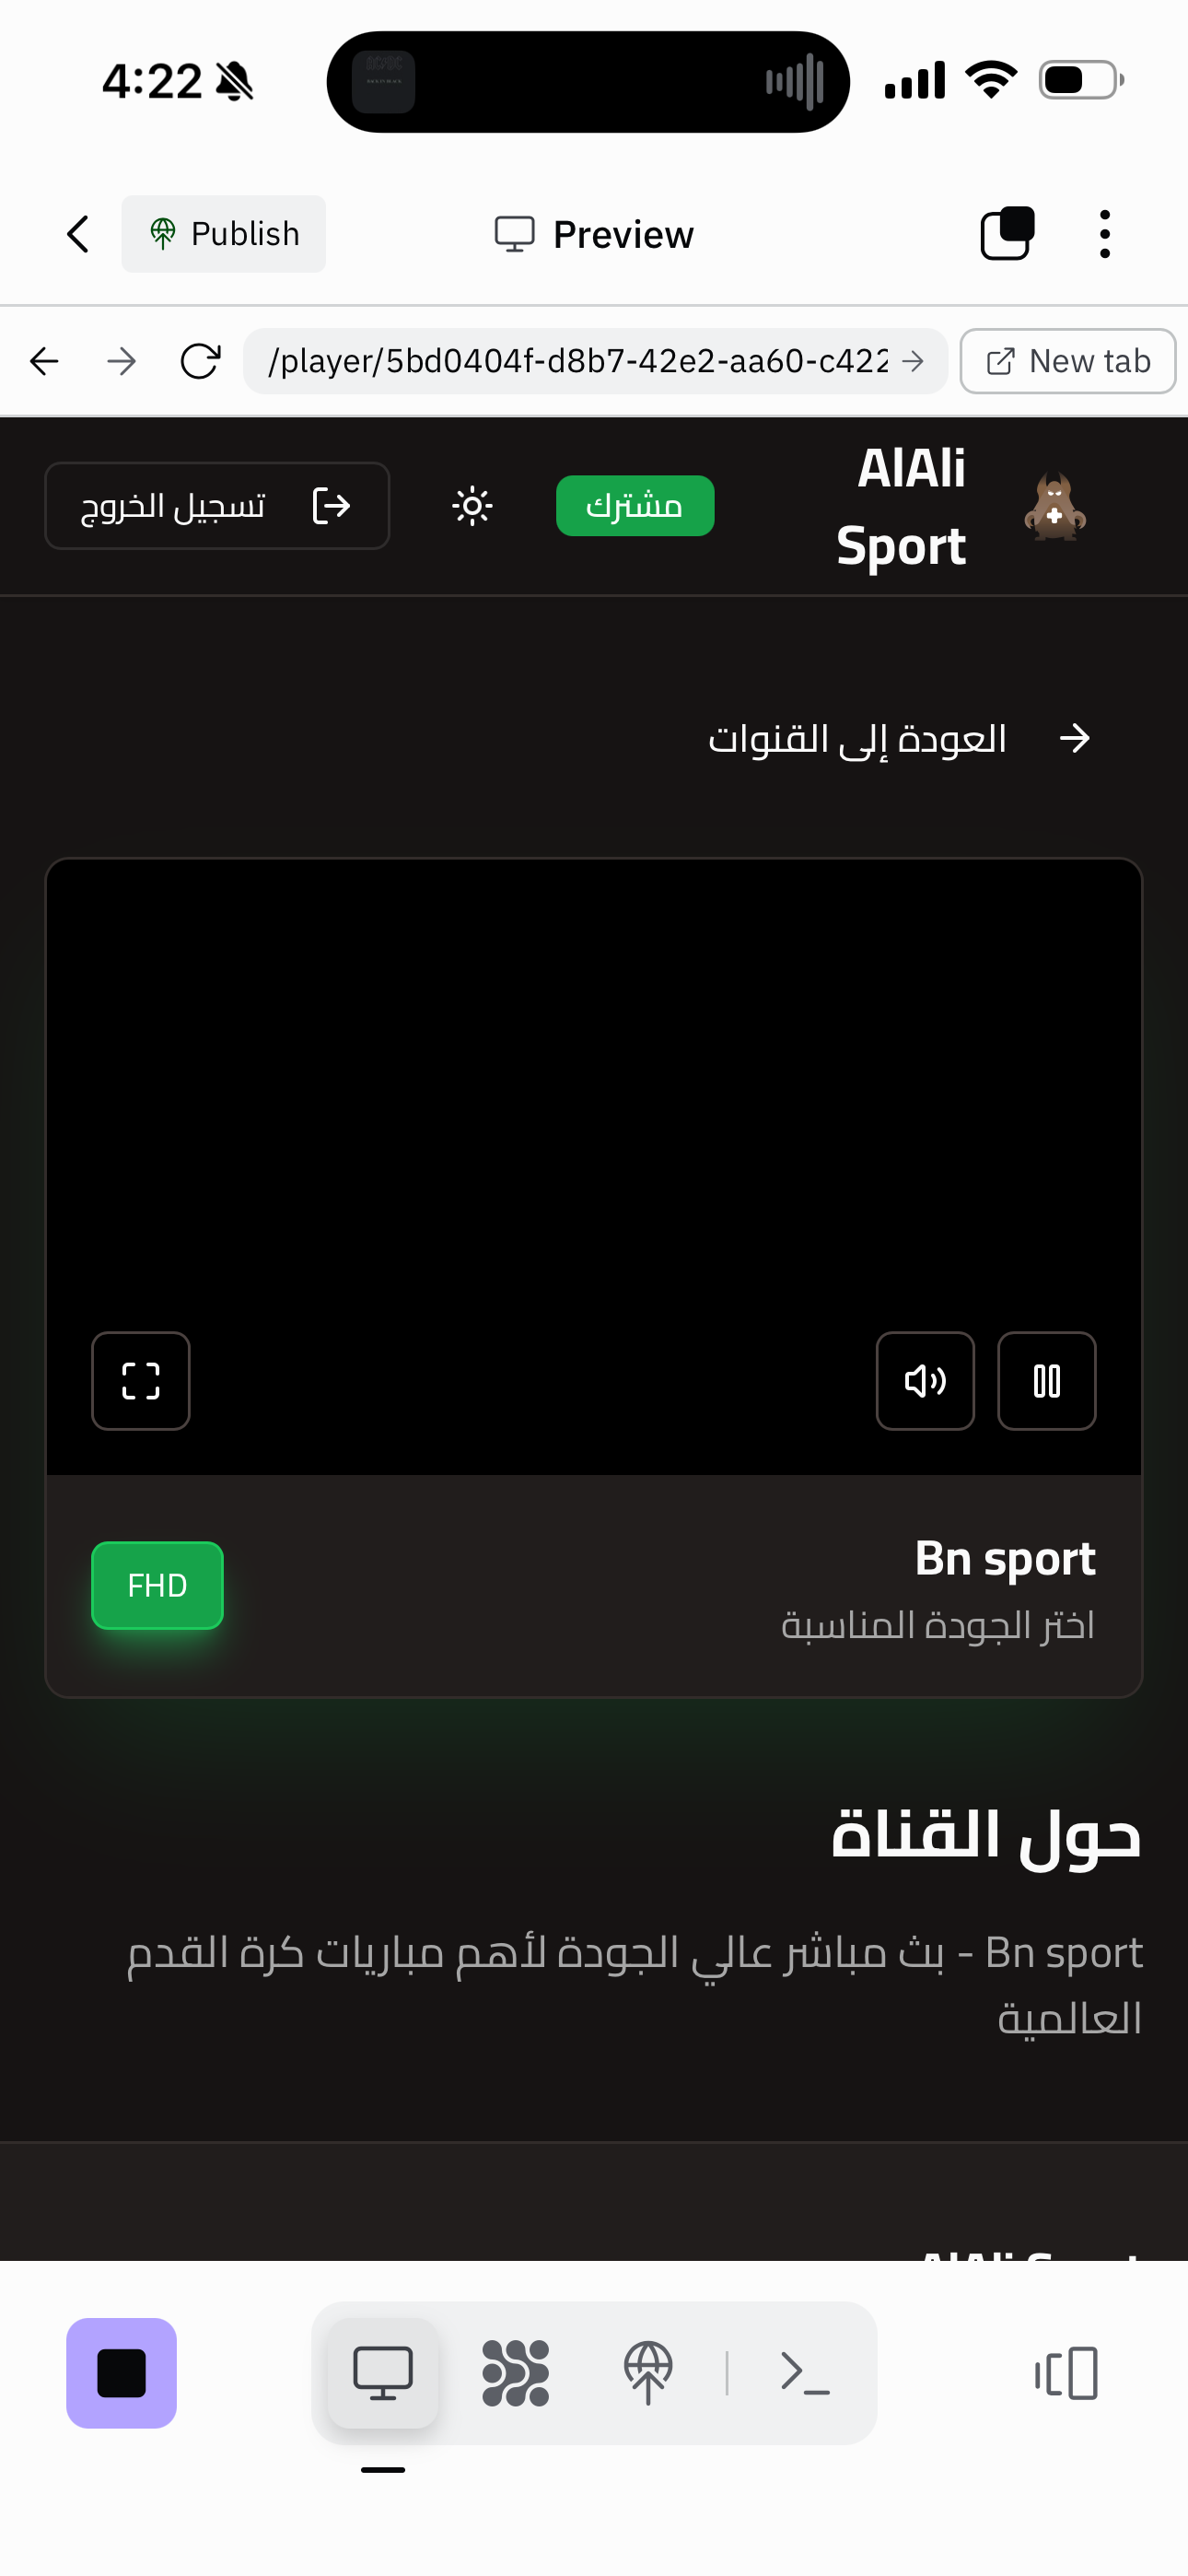 4:22
Publish
Preview
/player/5bd0404f-d8b7-42e2-aa60-c422
New tab
AlAli
Sport
مشترك
تسجيل الخروج
العودة إلى القنوات
Bn sport
اختر الجودة المناسبة
FHD
حول القناة
Bn sport - بث مباشر عالي الجودة لأهم مباريات كرة القدم
العالمية
AlAli Sport